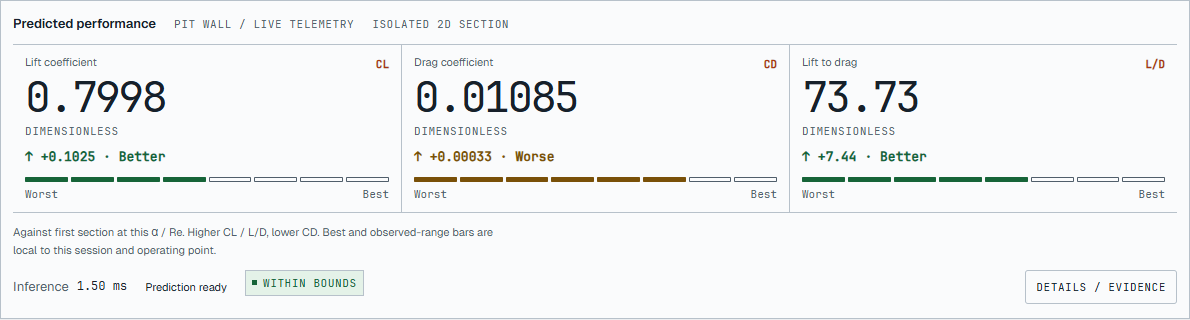 Predicted performance PIT WALL / LIVE TELEMETRY ISOLATED 2D SECTION
Lift coefficient CL
0.7998
DIMENSIONLESS
↑ +0.1025 · Better
Worst Best
Drag coefficient CD
0.01085
DIMENSIONLESS
↑ +0.00033 · Worse
Worst Best
Lift to drag L/D
73.73
DIMENSIONLESS
↑ +7.44 · Better
Worst Best
Against first section at this α / Re. Higher CL / L/D, lower CD. Best and observed-range bars are
local to this session and operating point.
Inference 1.50 ms Prediction ready WITHIN BOUNDS DETAILS / EVIDENCE